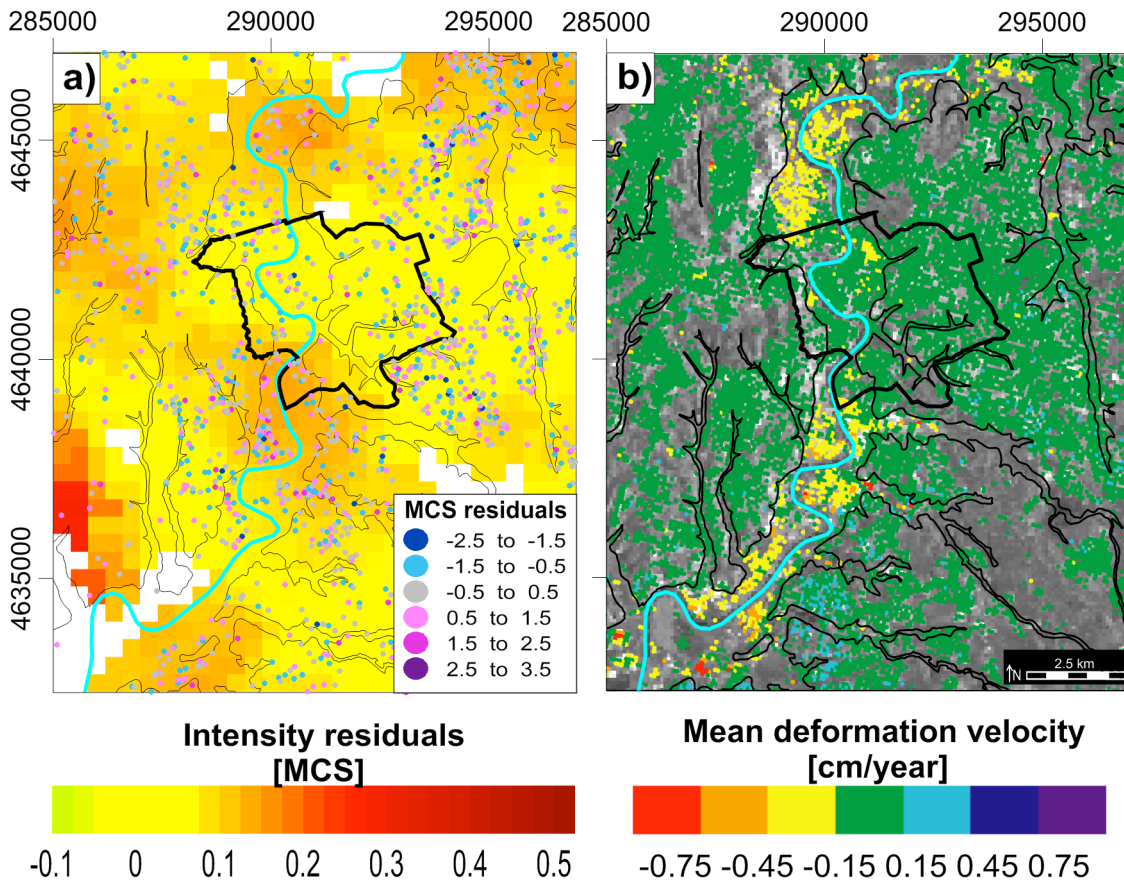 285000 290000 295000 285000 290000 295000
a) b)
4645000
4640000
4635000
MCS residuals
-2.5 to -1.5
-1.5 to -0.5
-0.5 to 0.5
0.5 to 1.5
1.5 to 2.5
2.5 to 3.5
4645000
4640000
4635000
N 2.5 km
Intensity residuals
[MCS]
-0.1 0 0.1 0.2 0.3 0.4 0.5
Mean deformation velocity
[cm/year]
-0.75 -0.45 -0.15 0.15 0.45 0.75